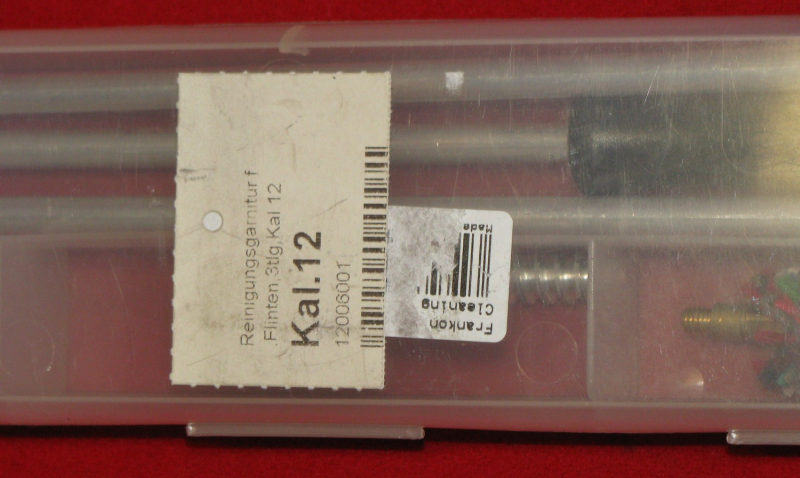 Reinigungsgarnitur f
Flinten,3tlg,Kal 12
Kal.12
12006001
Frankon
Cleaning
Made